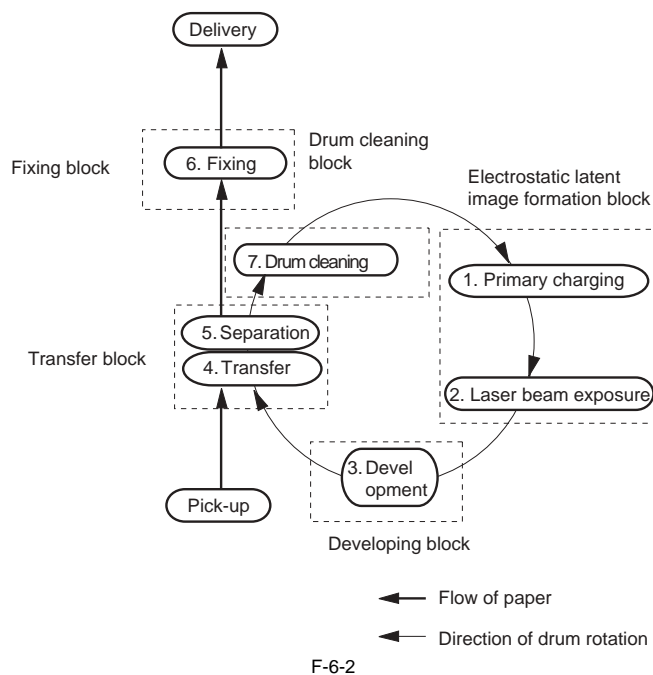 Delivery
Drum cleaning
block
Fixing block
6. Fixing
Electrostatic latent
image formation block
7. Drum cleaning
1. Primary charging
5. Separation
Transfer block
4. Transfer
2. Laser beam exposure
3. Devel
opment
Pick-up
Developing block
Flow of paper
Direction of drum rotation
F-6-2